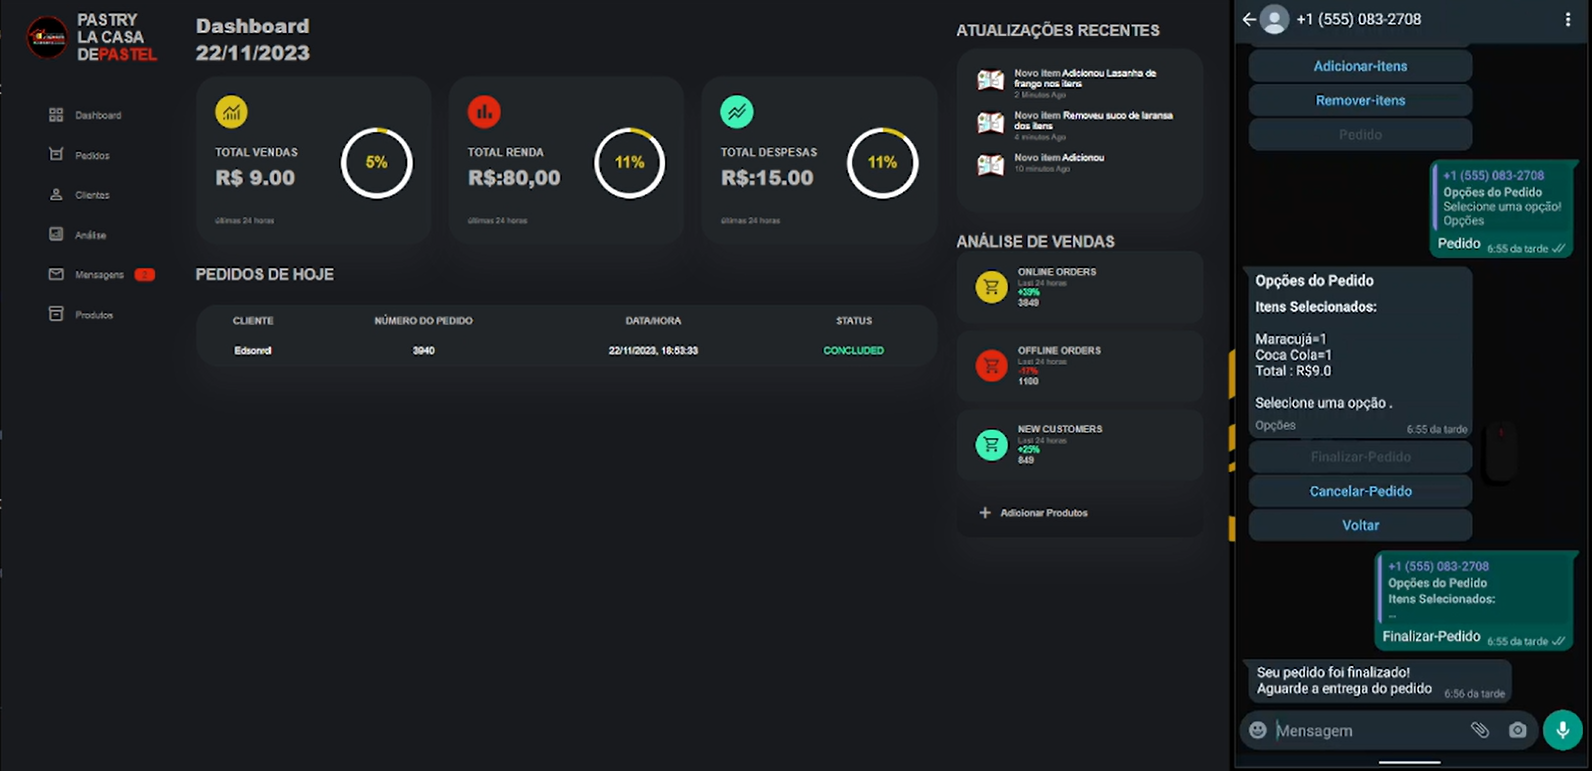 PASTRY
LA CASA
DEPASTEL
Dashboard
Pedidos
Clientes
Análise
Mensagens 2
Produtos
Dashboard
22/11/2023
TOTAL VENDAS
R$ 9.00
5%
últimas 24 horas
TOTAL RENDA
R$:80,00
11%
últimas 24 horas
TOTAL DESPESAS
R$:15.00
11%
últimas 24 horas
PEDIDOS DE HOJE
CLIENTE NÚMERO DO PEDIDO DATA/HORA STATUS
Edsonrdl 3940 22/11/2023, 18:53:33 CONCLUDED
ATUALIZAÇÕES RECENTES
Novo item Adicionou Lasanha de
frango nos itens
2 Minutos Ago
Novo item Removeu suco de laransa
dos itens
4 minutos Ago
Novo item Adicionou
10 minutos Ago
ANÁLISE DE VENDAS
ONLINE ORDERS
Last 24 horas
+39%
3849
OFFLINE ORDERS
Last 24 horas
-17%
1100
NEW CUSTOMERS
Last 24 horas
+25%
849
+ Adicionar Produtos
+1 (555) 083-2708
Adicionar-itens
Remover-itens
Pedido
+1 (555) 083-2708
Opções do Pedido
Selecione uma opção!
Opções
Pedido 6:55 da tarde
Opções do Pedido
Itens Selecionados:
Maracujá=1
Coca Cola=1
Total : R$9.0
Selecione uma opção .
Opções
6:55 da tarde
Finalizar-Pedido
Cancelar-Pedido
Voltar
+1 (555) 083-2708
Opções do Pedido
Itens Selecionados:
...
Finalizar-Pedido 6:55 da tarde
Seu pedido foi finalizado!
Aguarde a entrega do pedido 6:56 da tarde
Mensagem